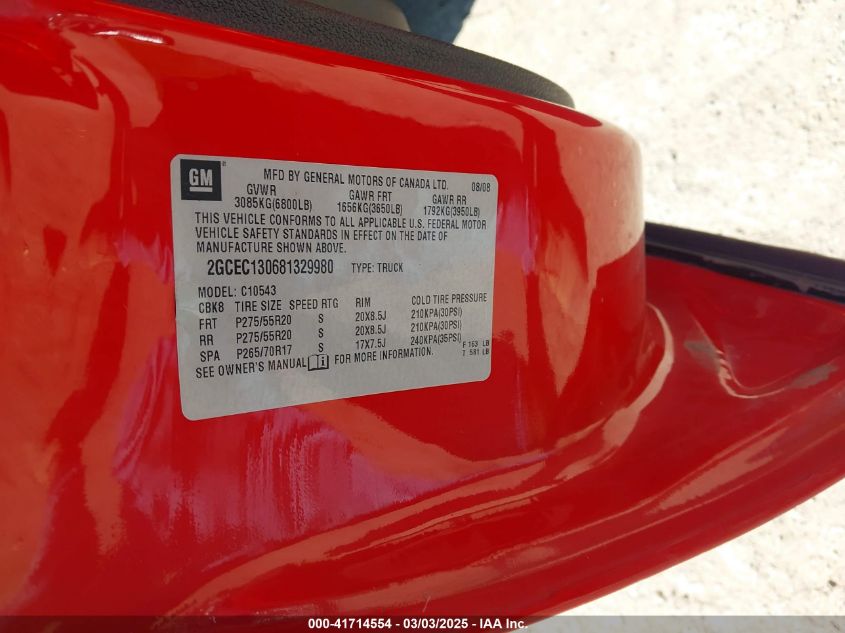 GM
MFD BY GENERAL MOTORS OF CANADA LTD. 08/08
GVWR GAWR FRT GAWR RR
3085KG(6800LB) 1656KG(3650LB) 1792KG(3950LB)
THIS VEHICLE CONFORMS TO ALL APPLICABLE U.S. FEDERAL MOTOR
VEHICLE SAFETY STANDARDS IN EFFECT ON THE DATE OF
MANUFACTURE SHOWN ABOVE.
2GCEC130681329980 TYPE: TRUCK
MODEL: C10543
CBK8 TIRE SIZE SPEED RTG RIM COLD TIRE PRESSURE
FRT P275/55R20 S 20X8.5J 210KPA(30PSI)
RR P275/55R20 S 20X8.5J 210KPA(30PSI)
SPA P265/70R17 S 17X7.5J 240KPA(35PSI)
SEE OWNER'S MANUAL FOR MORE INFORMATION.
F 163 LB
T 581 LB
000-41714554 / 03/03/2025 - IAA Inc.